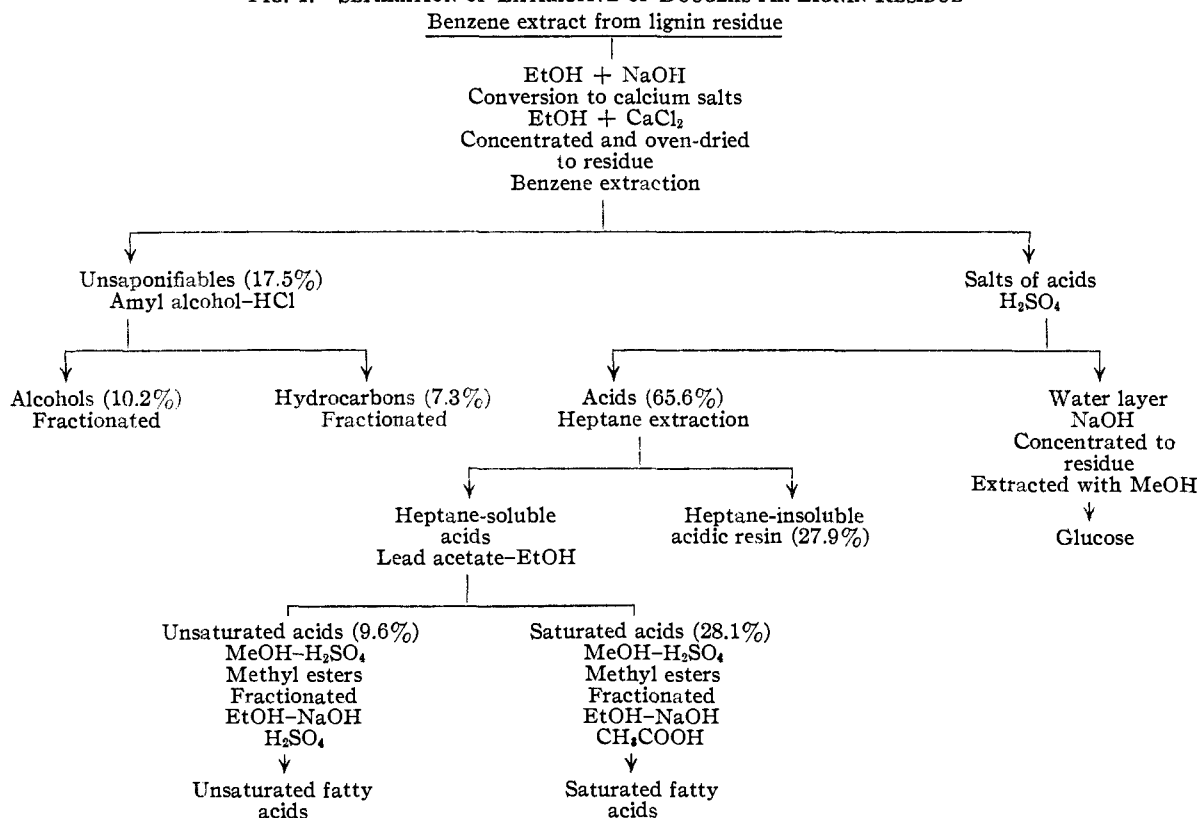 Benzene extract from lignin residue
EtOH + NaOH
Conversion to calcium salts
EtOH + CaCl₂
Concentrated and oven-dried
to residue
Benzene extraction
Unsaponifiables (17.5%)
Amyl alcohol–HCl
Salts of acids
H₂SO₄
Alcohols (10.2%)
Fractionated
Hydrocarbons (7.3%)
Fractionated
Acids (65.6%)
Heptane extraction
Water layer
NaOH
Concentrated to
residue
Extracted with MeOH
Glucose
Heptane-soluble
acids
Lead acetate–EtOH
Heptane-insoluble
acidic resin (27.9%)
Unsaturated acids (9.6%)
MeOH–H₂SO₄
Methyl esters
Fractionated
EtOH–NaOH
H₂SO₄
Unsaturated fatty
acids
Saturated acids (28.1%)
MeOH–H₂SO₄
Methyl esters
Fractionated
EtOH–NaOH
CH₃COOH
Saturated fatty
acids